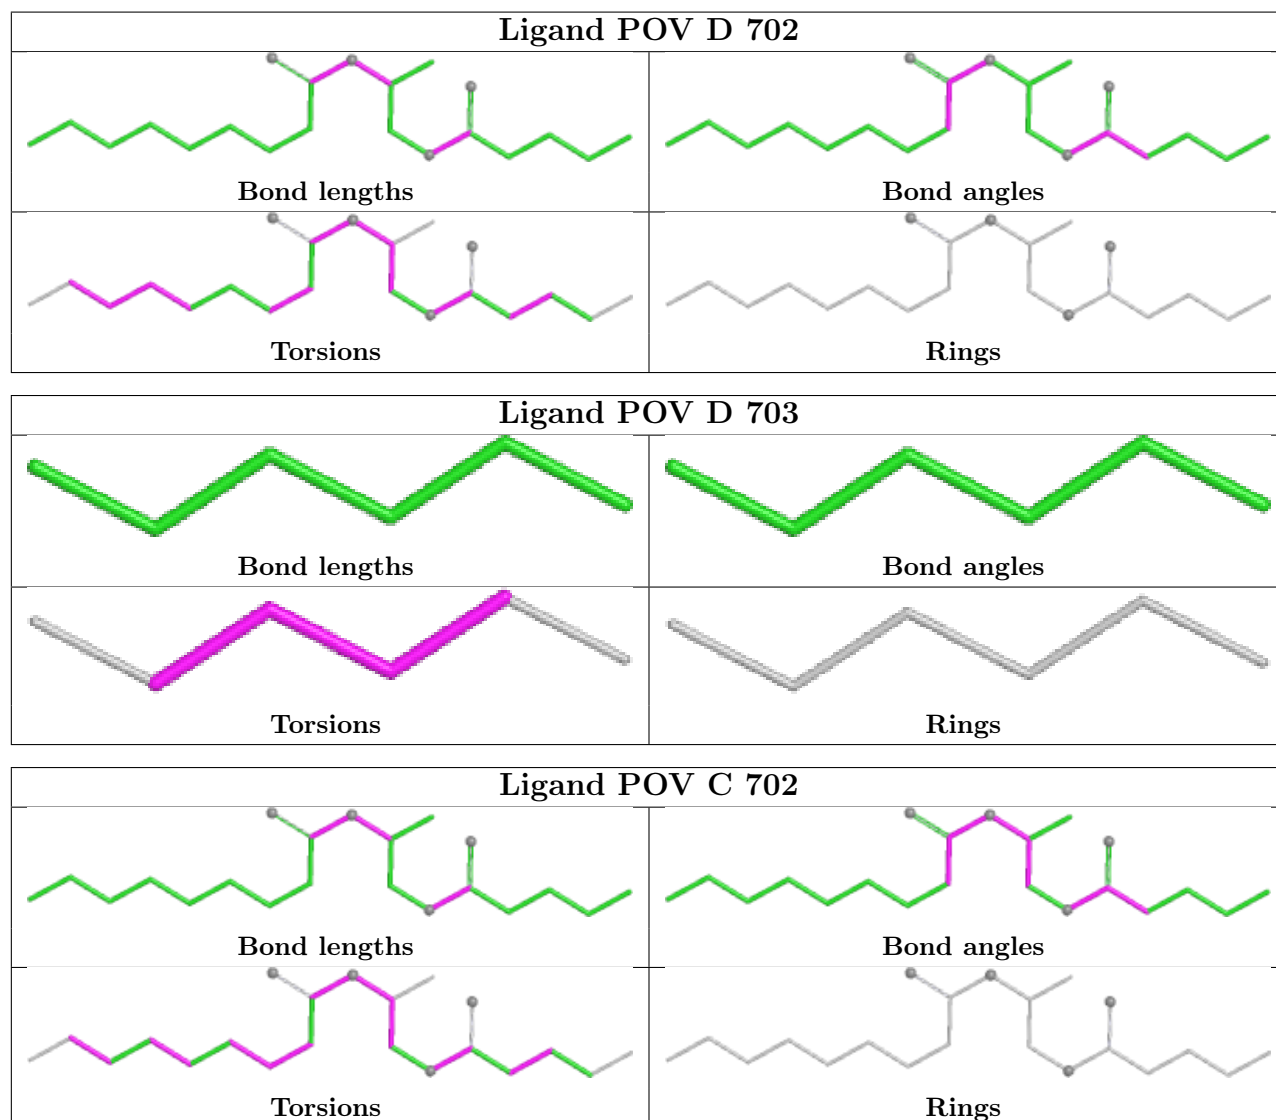 Ligand POV D 702
Bond lengths Bond angles
Torsions Rings
Ligand POV D 703
Bond lengths Bond angles
Torsions Rings
Ligand POV C 702
Bond lengths Bond angles
Torsions Rings